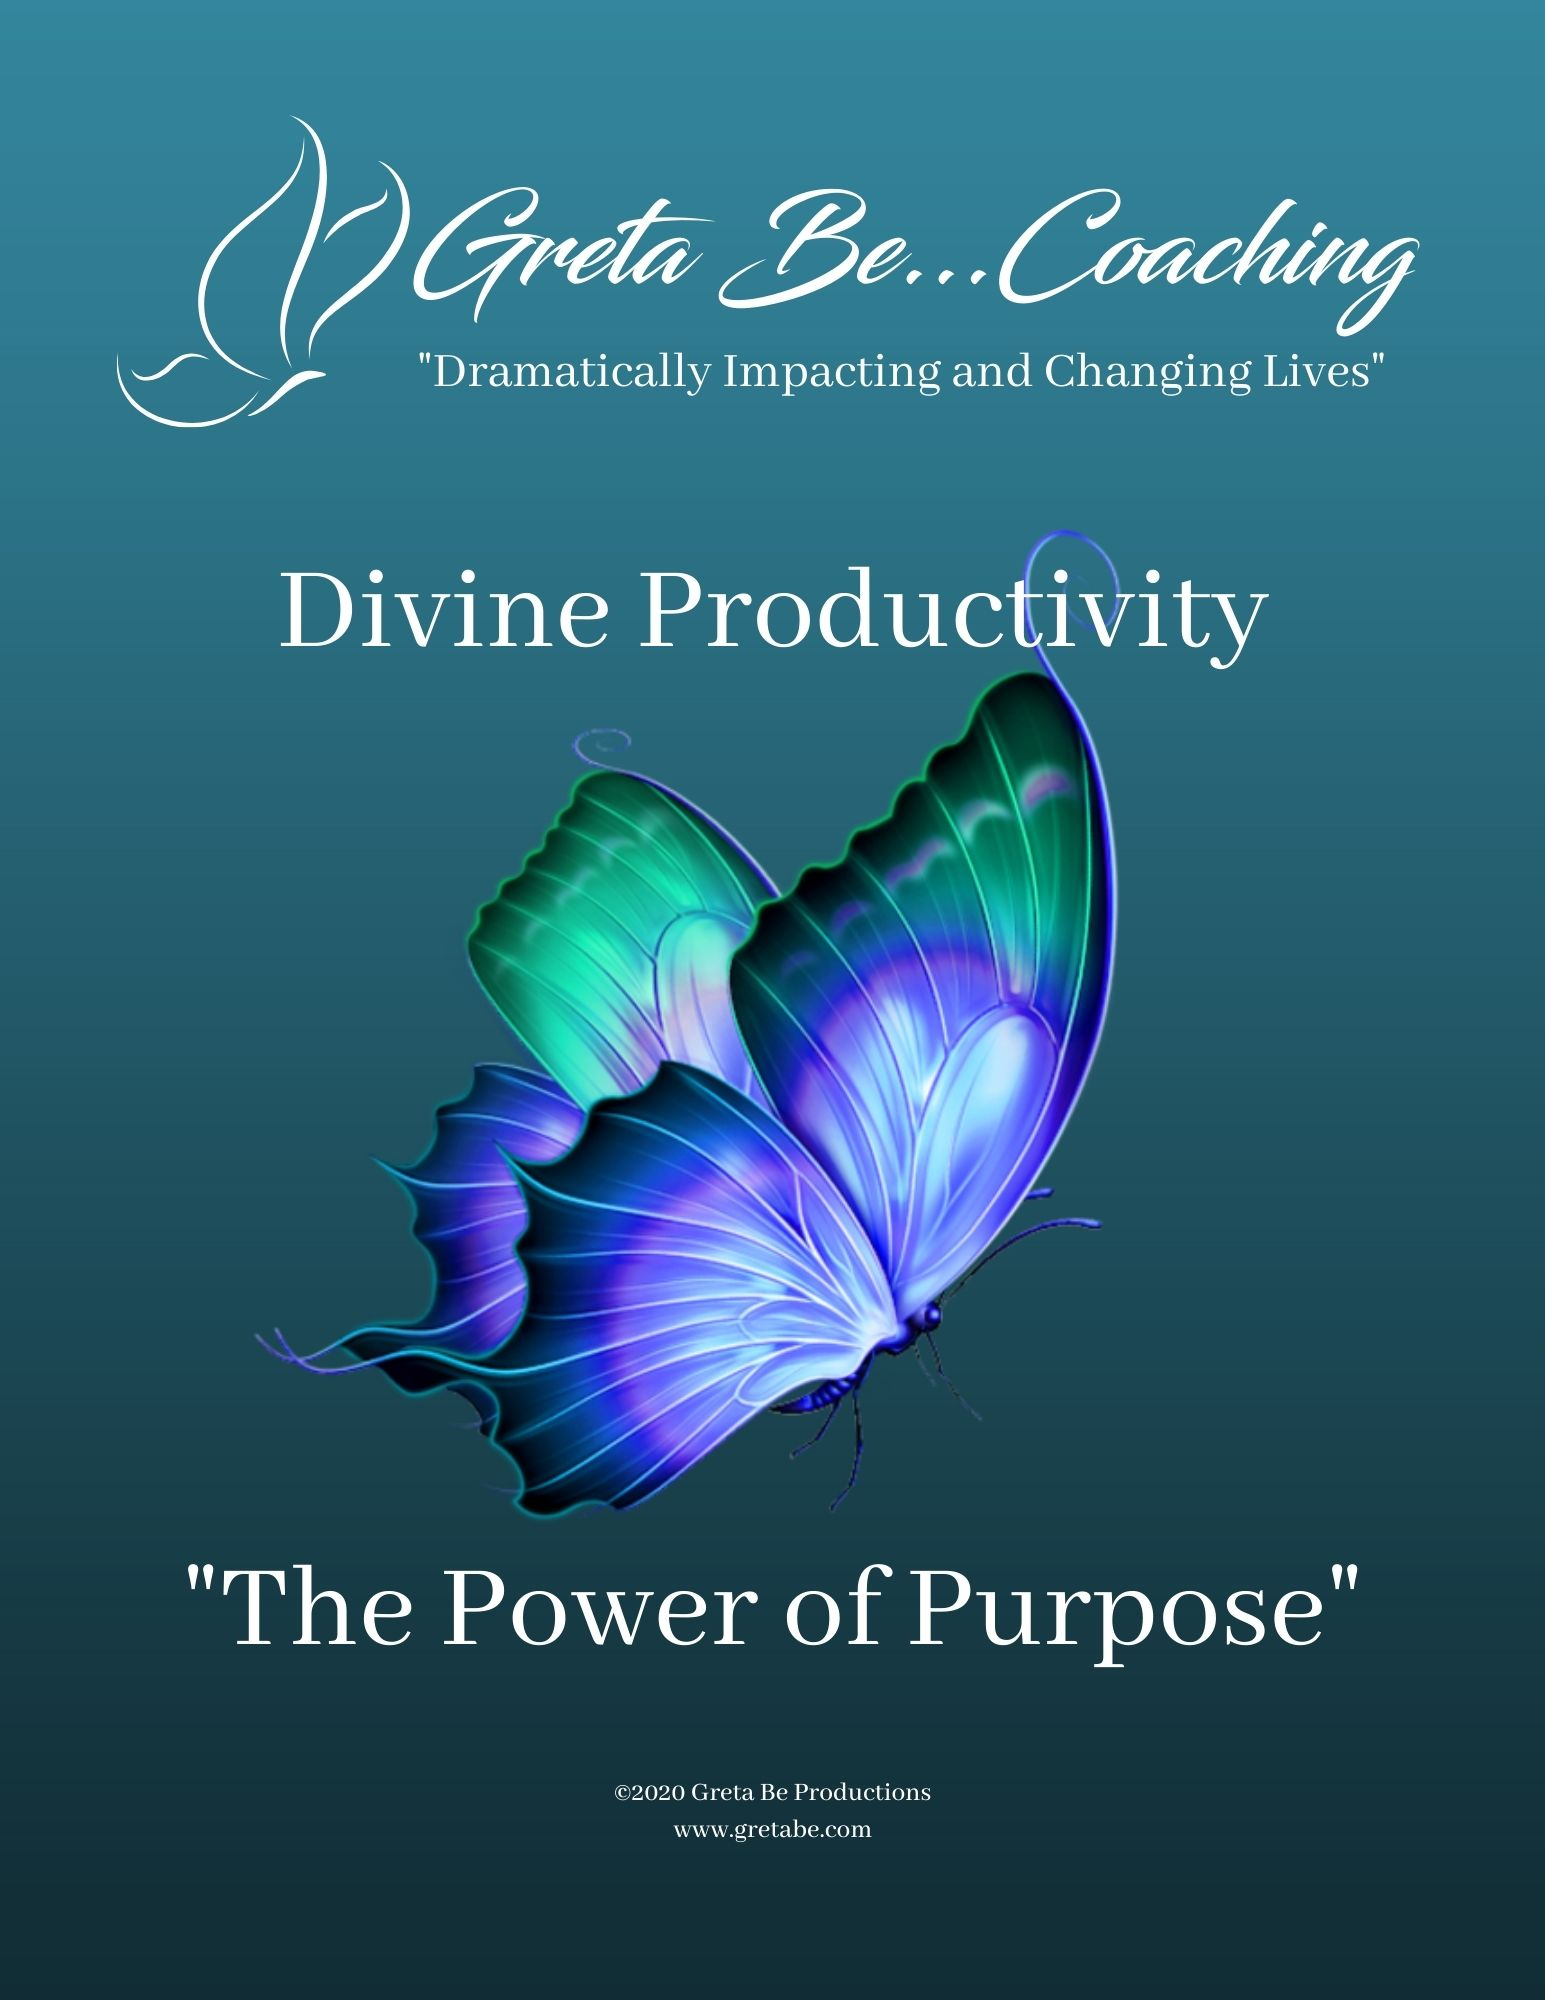 Greta Be...Coaching
"Dramatically Impacting and Changing Lives"
Divine Productivity
"The Power of Purpose"
©2020 Greta Be Productions
www.gretabe.com